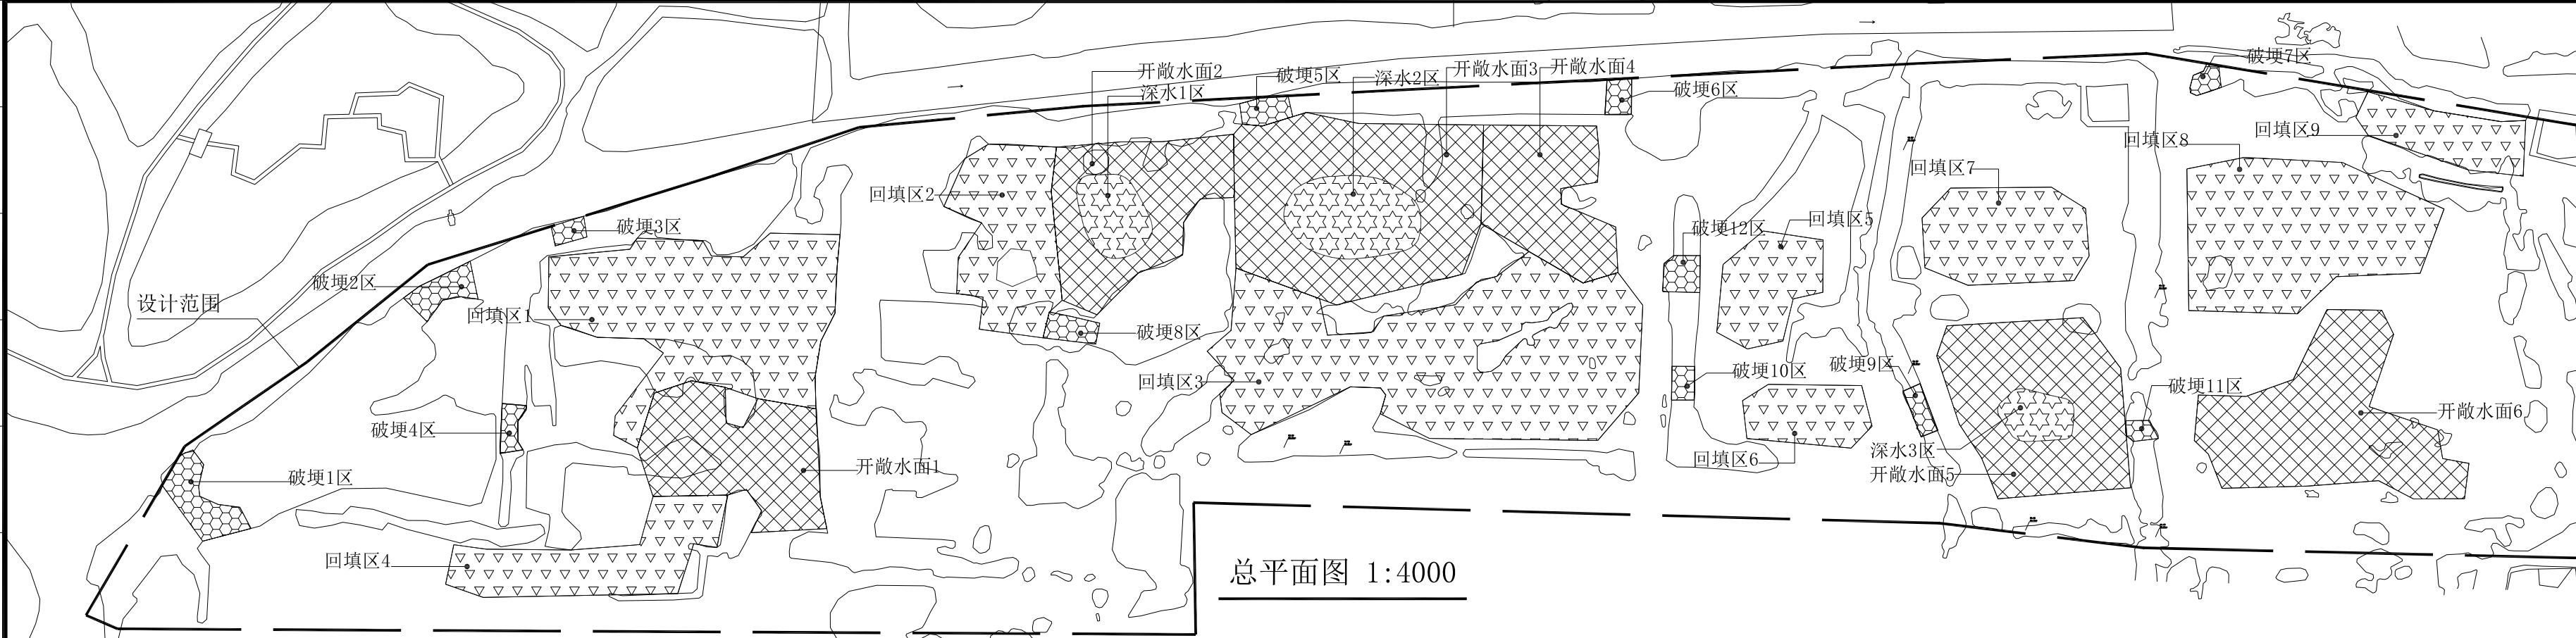 开敞水面2
破埂5区
深水2区
开敞水面3
开敞水面4
破埂7区
深水1区
破埂6区
回填区9
回填区8
回填区7
回填区2
破埂3区
破埂12区
回填区5
破埂2区
设计范围
回填区1
破埂8区
回填区3
破埂10区
破埂9区
破埂11区
开敞水面6
破埂4区
深水3区
回填区6
开敞水面1
开敞水面5
破埂1区
回填区4
总平面图 1:4000